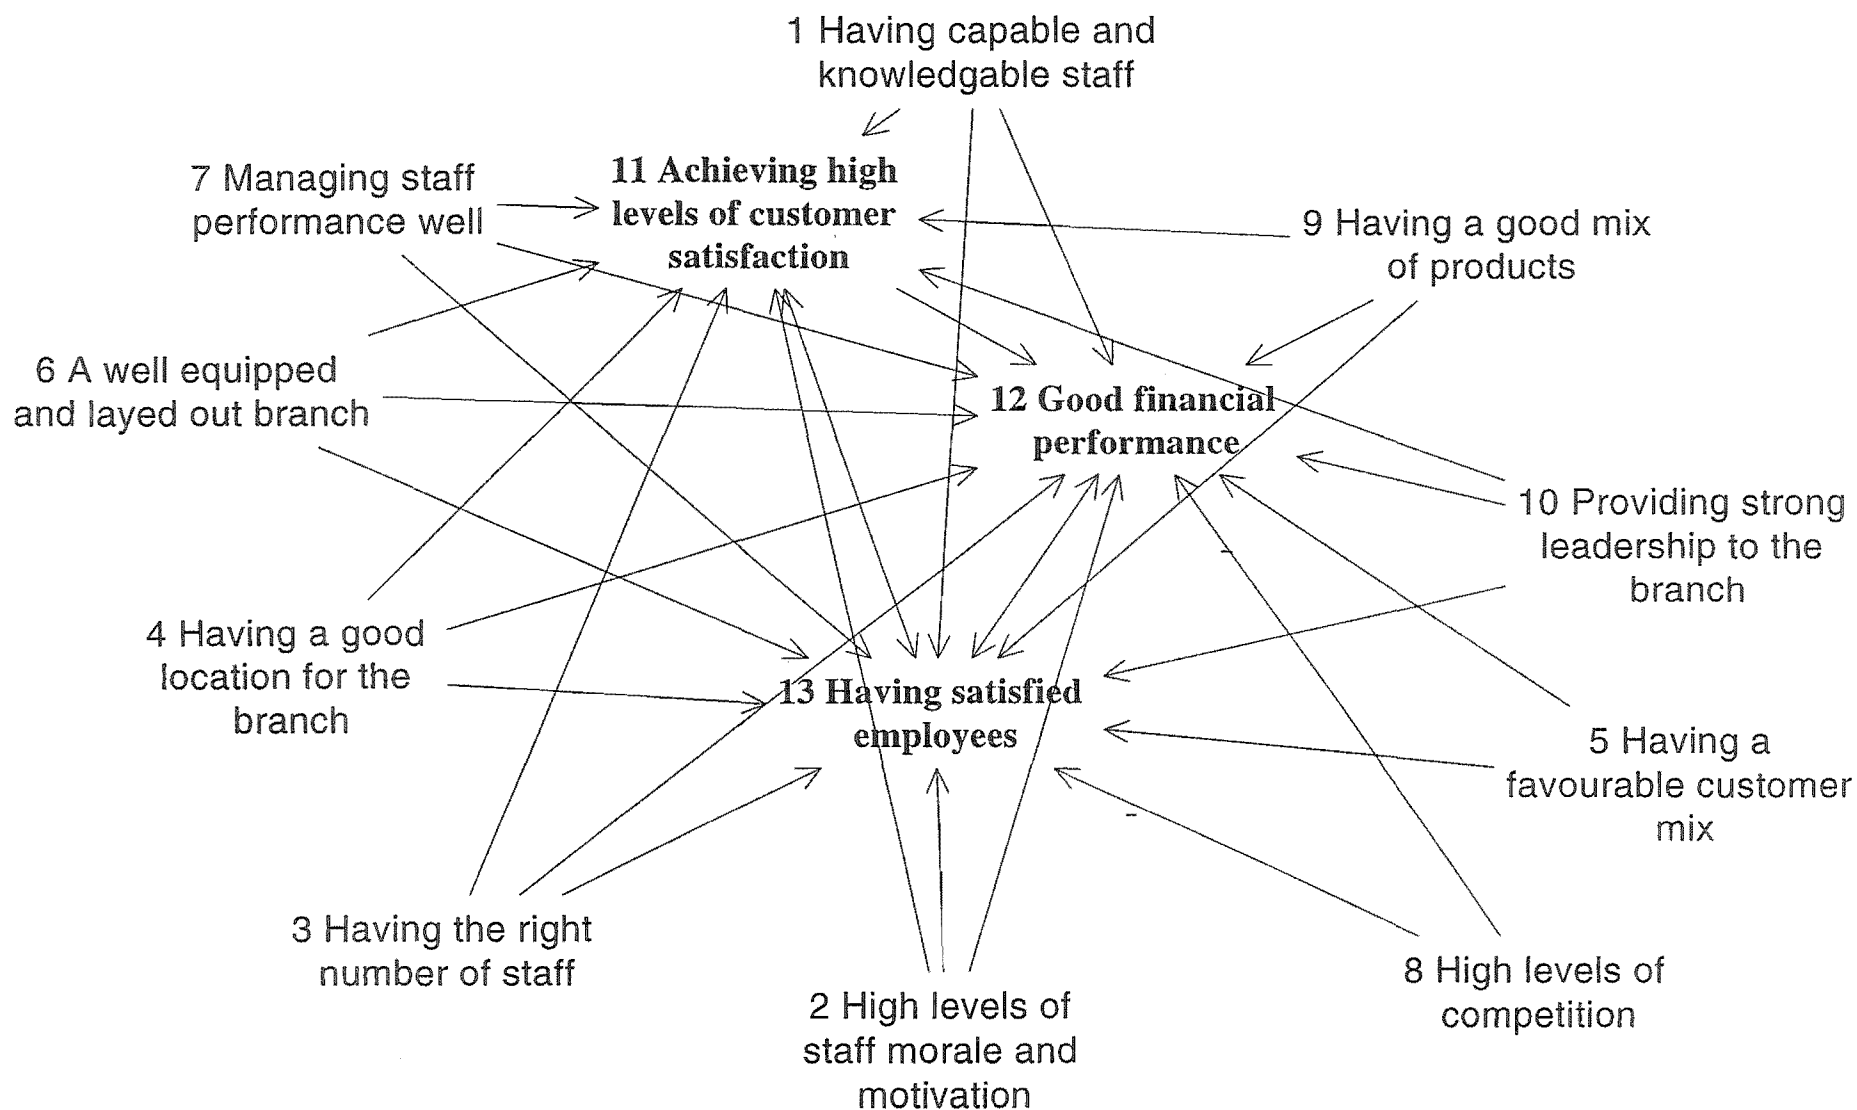 1 Having capable and
knowledgable staff
7 Managing staff
performance well
11 Achieving high
levels of customer
satisfaction
9 Having a good mix
of products
6 A well equipped
and layed out branch
12 Good financial
performance
10 Providing strong
leadership to the
branch
-
4 Having a good
location for the
branch
13 Having satisfied
employees
5 Having a
favourable customer
mix
-
3 Having the right
number of staff
2 High levels of
staff morale and
motivation
8 High levels of
competition